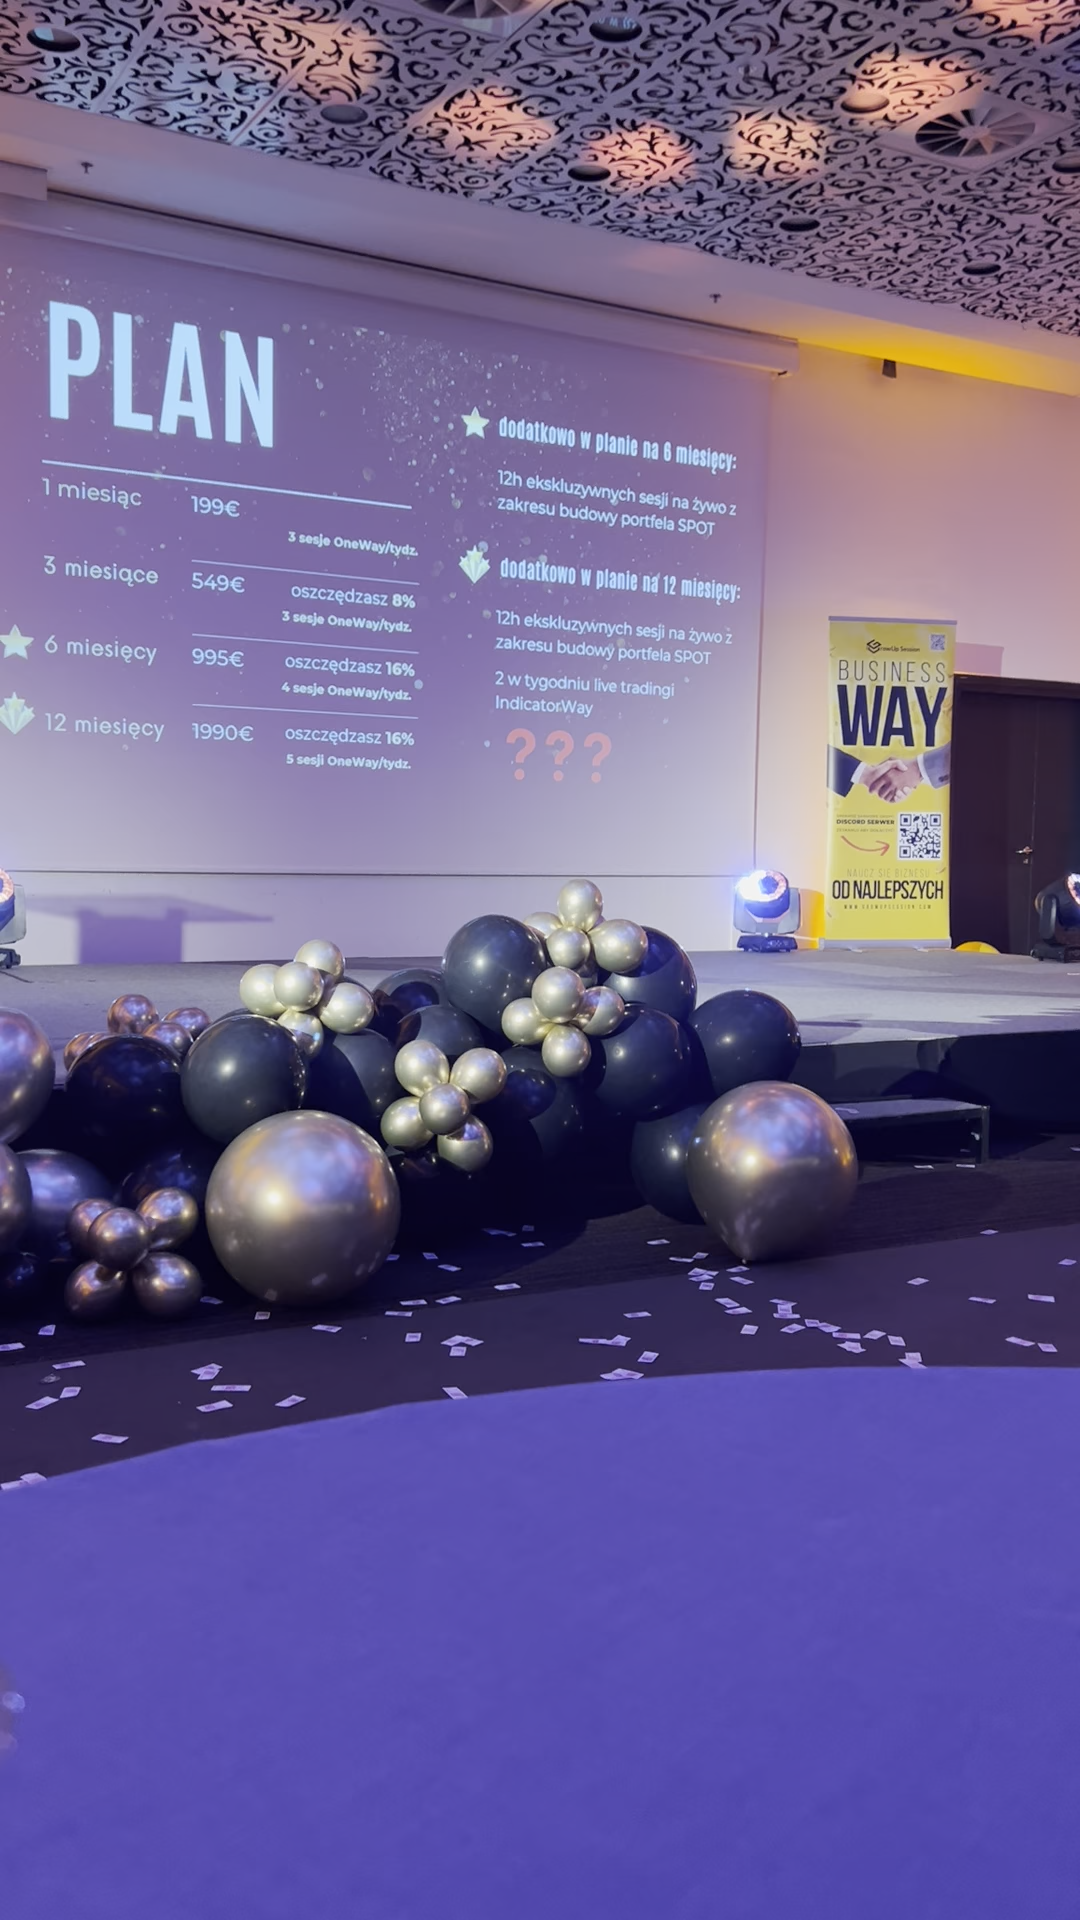 PLAN
1 miesiąc 199€
3 sesje OneWay/tydz.
3 miesiące 549€ oszczędzasz 8%
3 sesje OneWay/tydz.
6 miesięcy 995€ oszczędzasz 16%
4 sesje OneWay/tydz.
12 miesięcy 1990€ oszczędzasz 16%
5 sesji OneWay/tydz.
dodatkowo w planie na 6 miesięcy:
12h ekskluzywnych sesji na żywo z
zakresu budowy portfela SPOT
dodatkowo w planie na 12 miesięcy:
12h ekskluzywnych sesji na żywo z
zakresu budowy portfela SPOT
2 w tygodniu live tradingi
IndicatorWay
???
GrowUp Session
BUSINESS
WAY
DISCORD SERWER
NAUCZ SIĘ BIZNESU
OD NAJLEPSZYCH